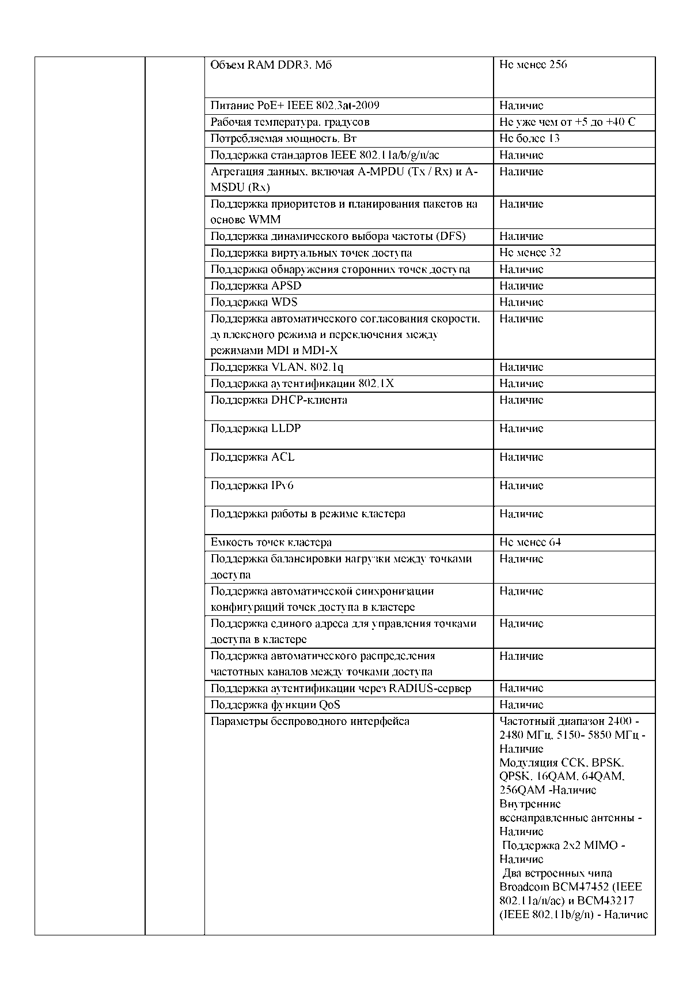 Объем RAM DDR3, Мб
Не менее 256
Питание PoE+ IEEE 802.3at-2009
Наличие
Рабочая температура, градусов
Не уже чем от +5 до +40 С
Потребляемая мощность, Вт
Не более 13
Поддержка стандартов IEEE 802.11a/b/g/n/ac
Наличие
Агрегация данных, включая A-MPDU (Tx / Rx) и A-
MSDU (Rx)
Наличие
Поддержка приоритетов и планирования пакетов на
основе WMM
Наличие
Поддержка динамического выбора частоты (DFS)
Наличие
Поддержка виртуальных точек доступа
Не менее 32
Поддержка обнаружения сторонних точек доступа
Наличие
Поддержка APSD
Наличие
Поддержка WDS
Наличие
Поддержка автоматического согласования скорости,
дуплексного режима и переключения между
режимами MDI и MDI-X
Наличие
Поддержка VLAN, 802.1q
Наличие
Поддержка аутентификации 802.1X
Наличие
Поддержка DHCP-клиента
Наличие
Поддержка LLDP
Наличие
Поддержка ACL
Наличие
Поддержка IPv6
Наличие
Поддержка работы в режиме кластера
Наличие
Емкость точек кластера
Не менее 64
Поддержка балансировки нагрузки между точками
доступа
Наличие
Поддержка автоматической синхронизации
конфигураций точек доступа в кластере
Наличие
Поддержка единого адреса для управления точками
доступа в кластере
Наличие
Поддержка автоматического распределения
частотных каналов между точками доступа
Наличие
Поддержка аутентификации через RADIUS-сервер
Наличие
Поддержка функции QoS
Наличие
Параметры беспроводного интерфейса
Частотный диапазон 2400 -
2480 МГц, 5150- 5850 МГц -
Наличие
Модуляция CCK, BPSK,
QPSK, 16QAM, 64QAM,
256QAM -Наличие
Внутренние
всенаправленные антенны -
Наличие
Поддержка 2x2 MIMO -
Наличие
Два встроенных чипа
Broadcom BCM47452 (IEEE
802.11a/n/ac) и BCM43217
(IEEE 802.11b/g/n) - Наличие